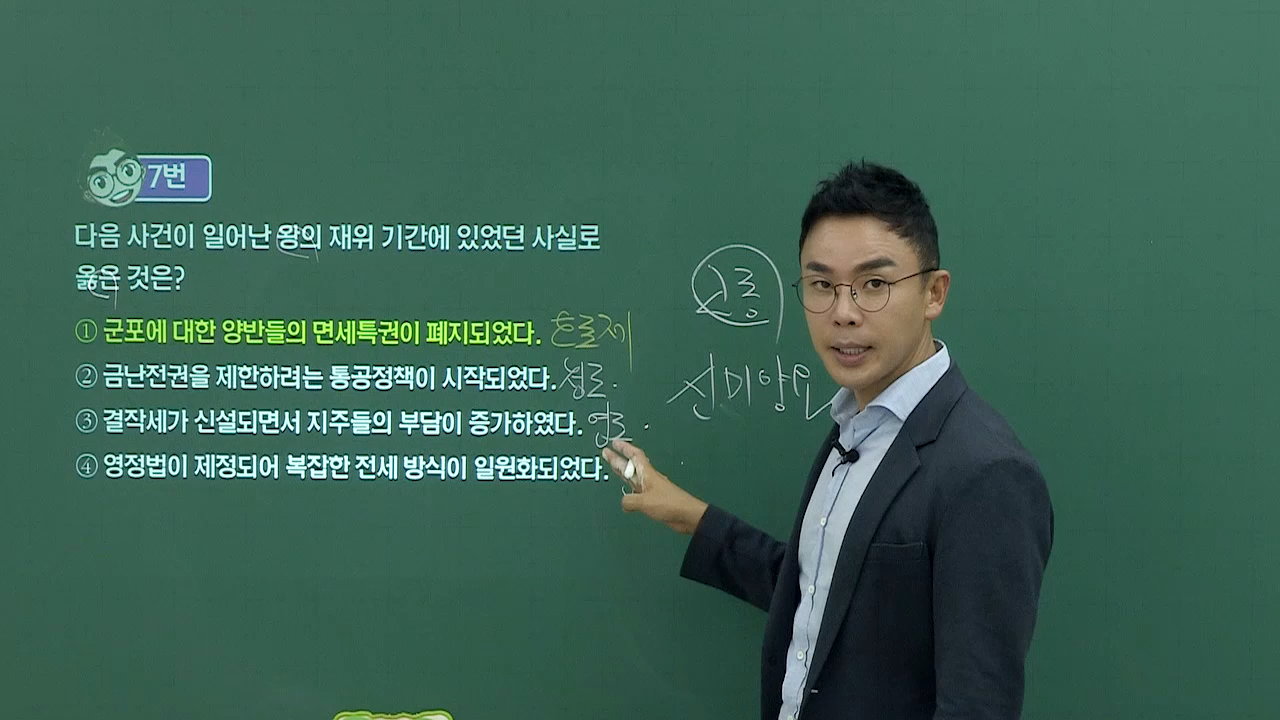 7번
다음 사건이 일어난 왕의 재위 기간에 있었던 사실로
옳은 것은?
① 군포에 대한 양반들의 면세특권이 폐지되었다. 호포제
② 금난전권을 제한하려는 통공정책이 시작되었다. 정조.
③ 결작세가 신설되면서 지주들의 부담이 증가하였다. 영조.
④ 영정법이 제정되어 복잡한 전세 방식이 일원화되었다.
고종
신미양요